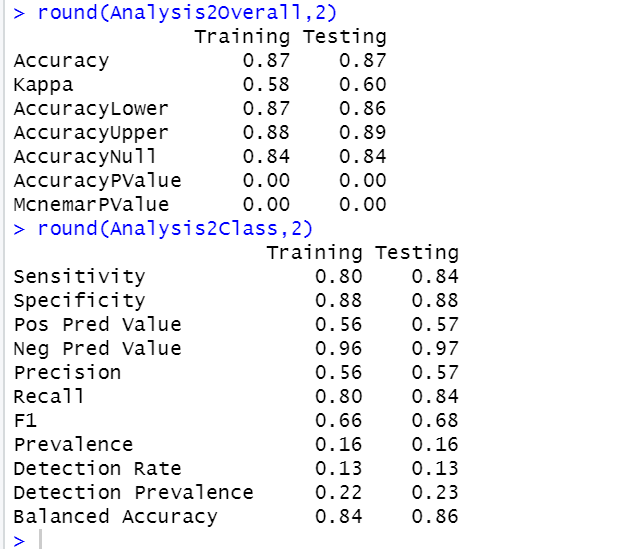 > round(Analysis2Overall,2)
Training Testing
Accuracy 0.87 0.87
Kappa 0.58 0.60
AccuracyLower 0.87 0.86
AccuracyUpper 0.88 0.89
AccuracyNull 0.84 0.84
AccuracyPValue 0.00 0.00
McnemarPValue 0.00 0.00
> round(Analysis2Class,2)
Training Testing
Sensitivity 0.80 0.84
Specificity 0.88 0.88
Pos Pred Value 0.56 0.57
Neg Pred Value 0.96 0.97
Precision 0.56 0.57
Recall 0.80 0.84
F1 0.66 0.68
Prevalence 0.16 0.16
Detection Rate 0.13 0.13
Detection Prevalence 0.22 0.23
Balanced Accuracy 0.84 0.86
>